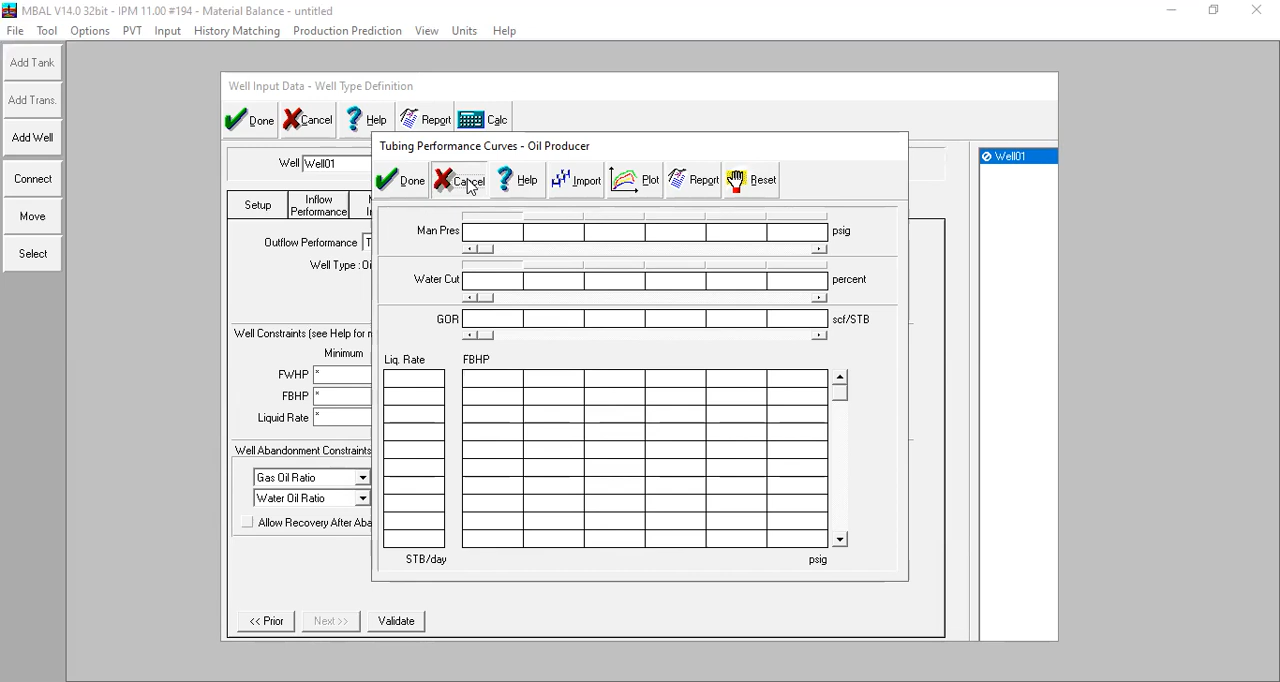 MBAL V14.0 32bit - IPM 11.00 #194 - Material Balance - untitled
File Tool Options PVT Input History Matching Production Prediction View Units Help
Add Tank
Add Trans.
Add Well
Connect
Move
Select
Well Input Data - Well Type Definition
Done Cancel Help Report Calc
Well Well01
Well01
Setup Inflow Performance
Outflow Performance
Well Type : Oi
Well Constraints (see Help for
Minimum
FWHP *
FBHP *
Liquid Rate *
Well Abandonment Constraints
Gas Oil Ratio
Water Oil Ratio
Allow Recovery After Aba
<< Prior Next >> Validate
Tubing Performance Curves - Oil Producer
Done Cancel Help Import Plot Report Reset
Man Pres psig
Water Cut percent
GOR scf/STB
Liq. Rate FBHP
STB/day psig